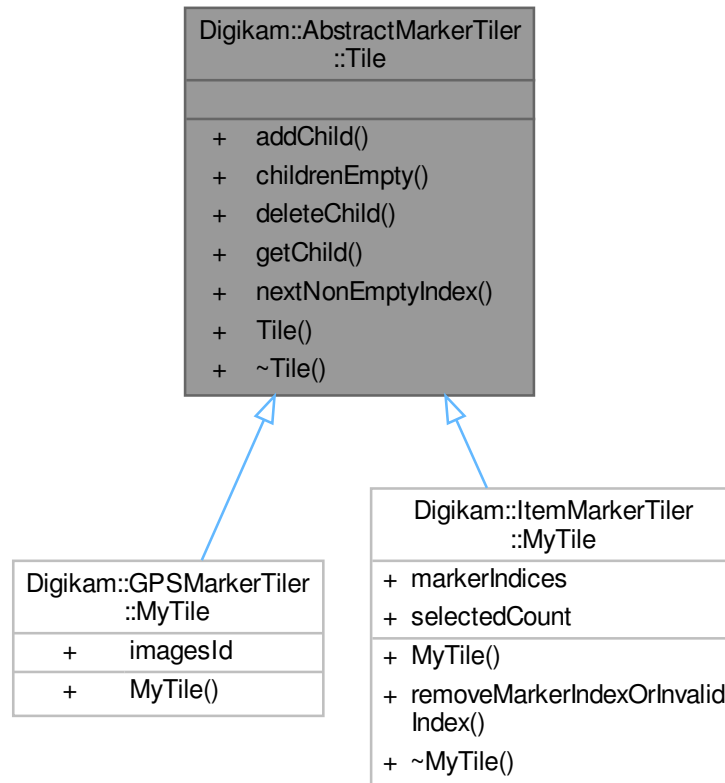 Digikam::AbstractMarkerTiler
::Tile
+ addChild()
+ childrenEmpty()
+ deleteChild()
+ getChild()
+ nextNonEmptyIndex()
+ Tile()
+ ~Tile()
Digikam::GPSMarkerTiler
::MyTile
+ imagesId
+ MyTile()
Digikam::ItemMarkerTiler
::MyTile
+ markerIndices
+ selectedCount
+ MyTile()
+ removeMarkerIndexOrInvalid
Index()
+ ~MyTile()